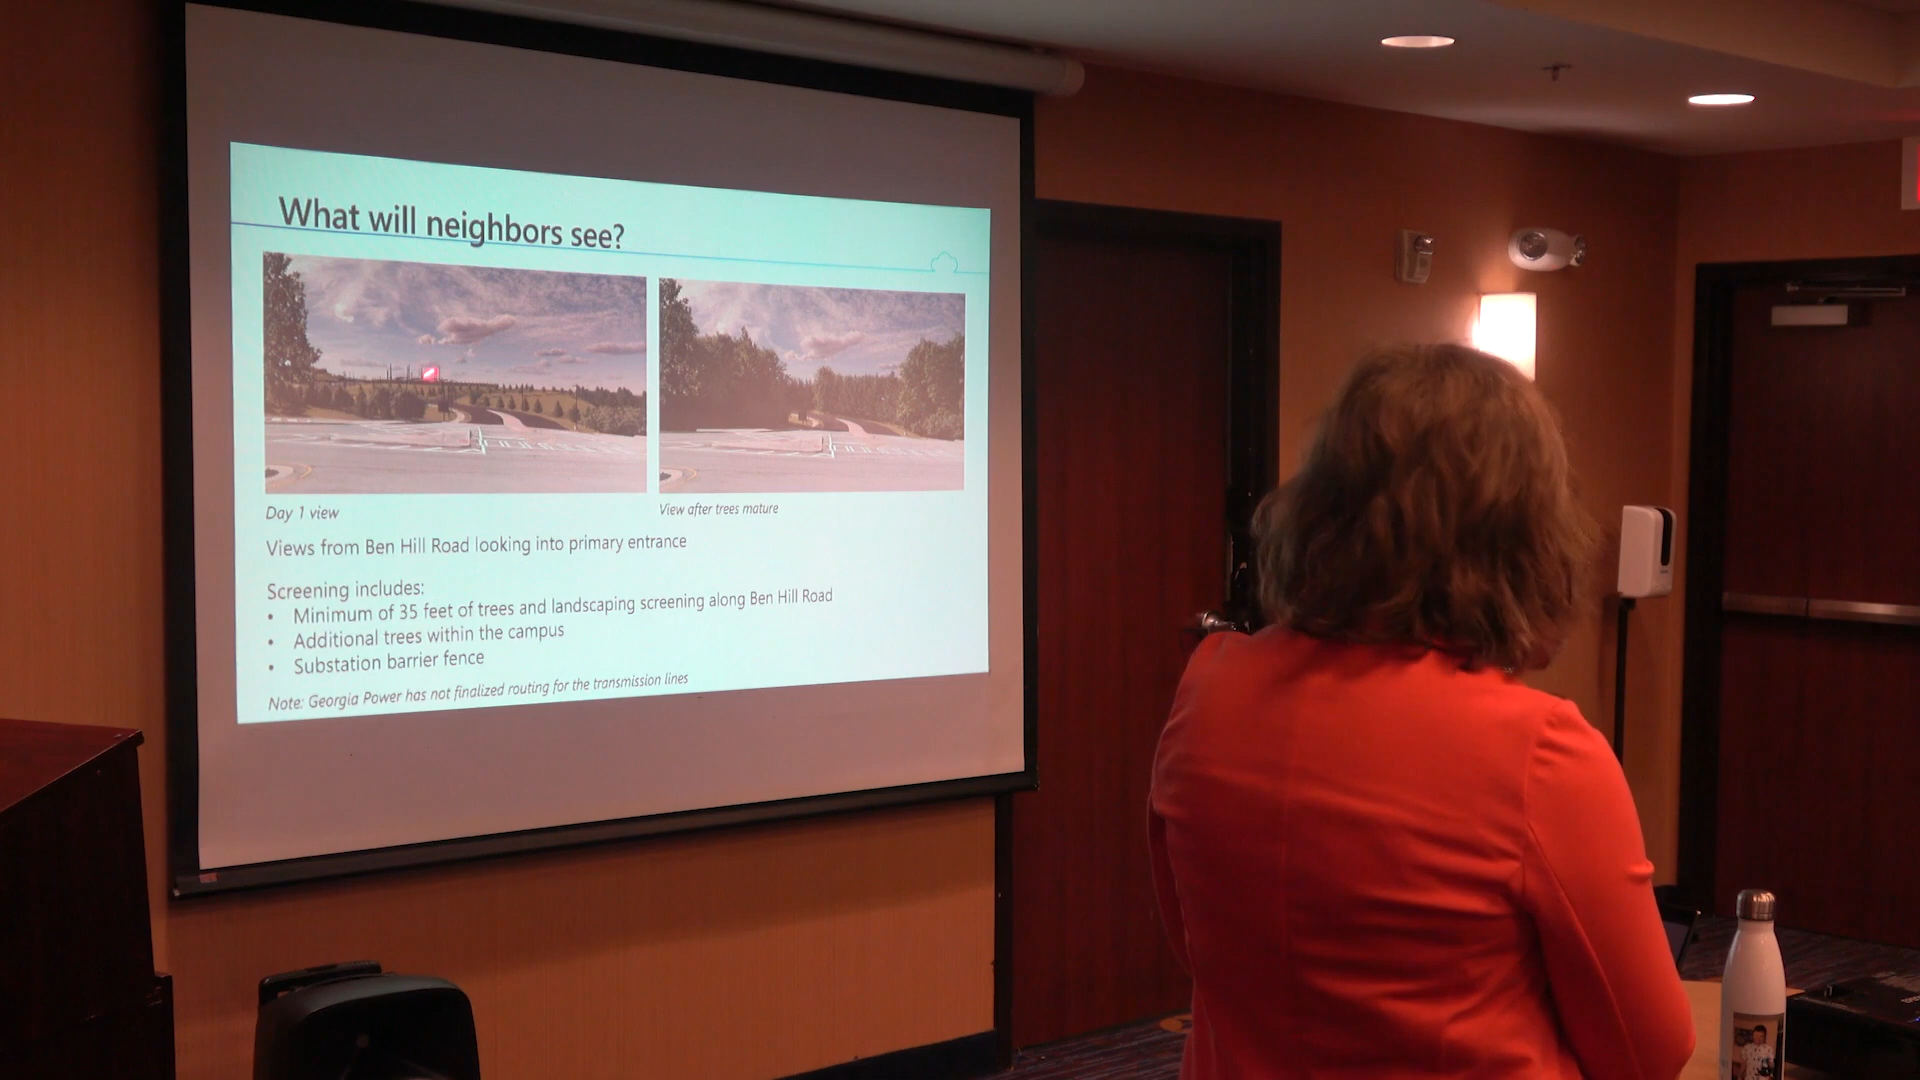 What will neighbors see?
Day 1 view
View after trees mature
Views from Ben Hill Road looking into primary entrance
Screening includes:
• Minimum of 35 feet of trees and landscaping screening along Ben Hill Road
• Additional trees within the campus
• Substation barrier fence
Note: Georgia Power has not finalized routing for the transmission lines